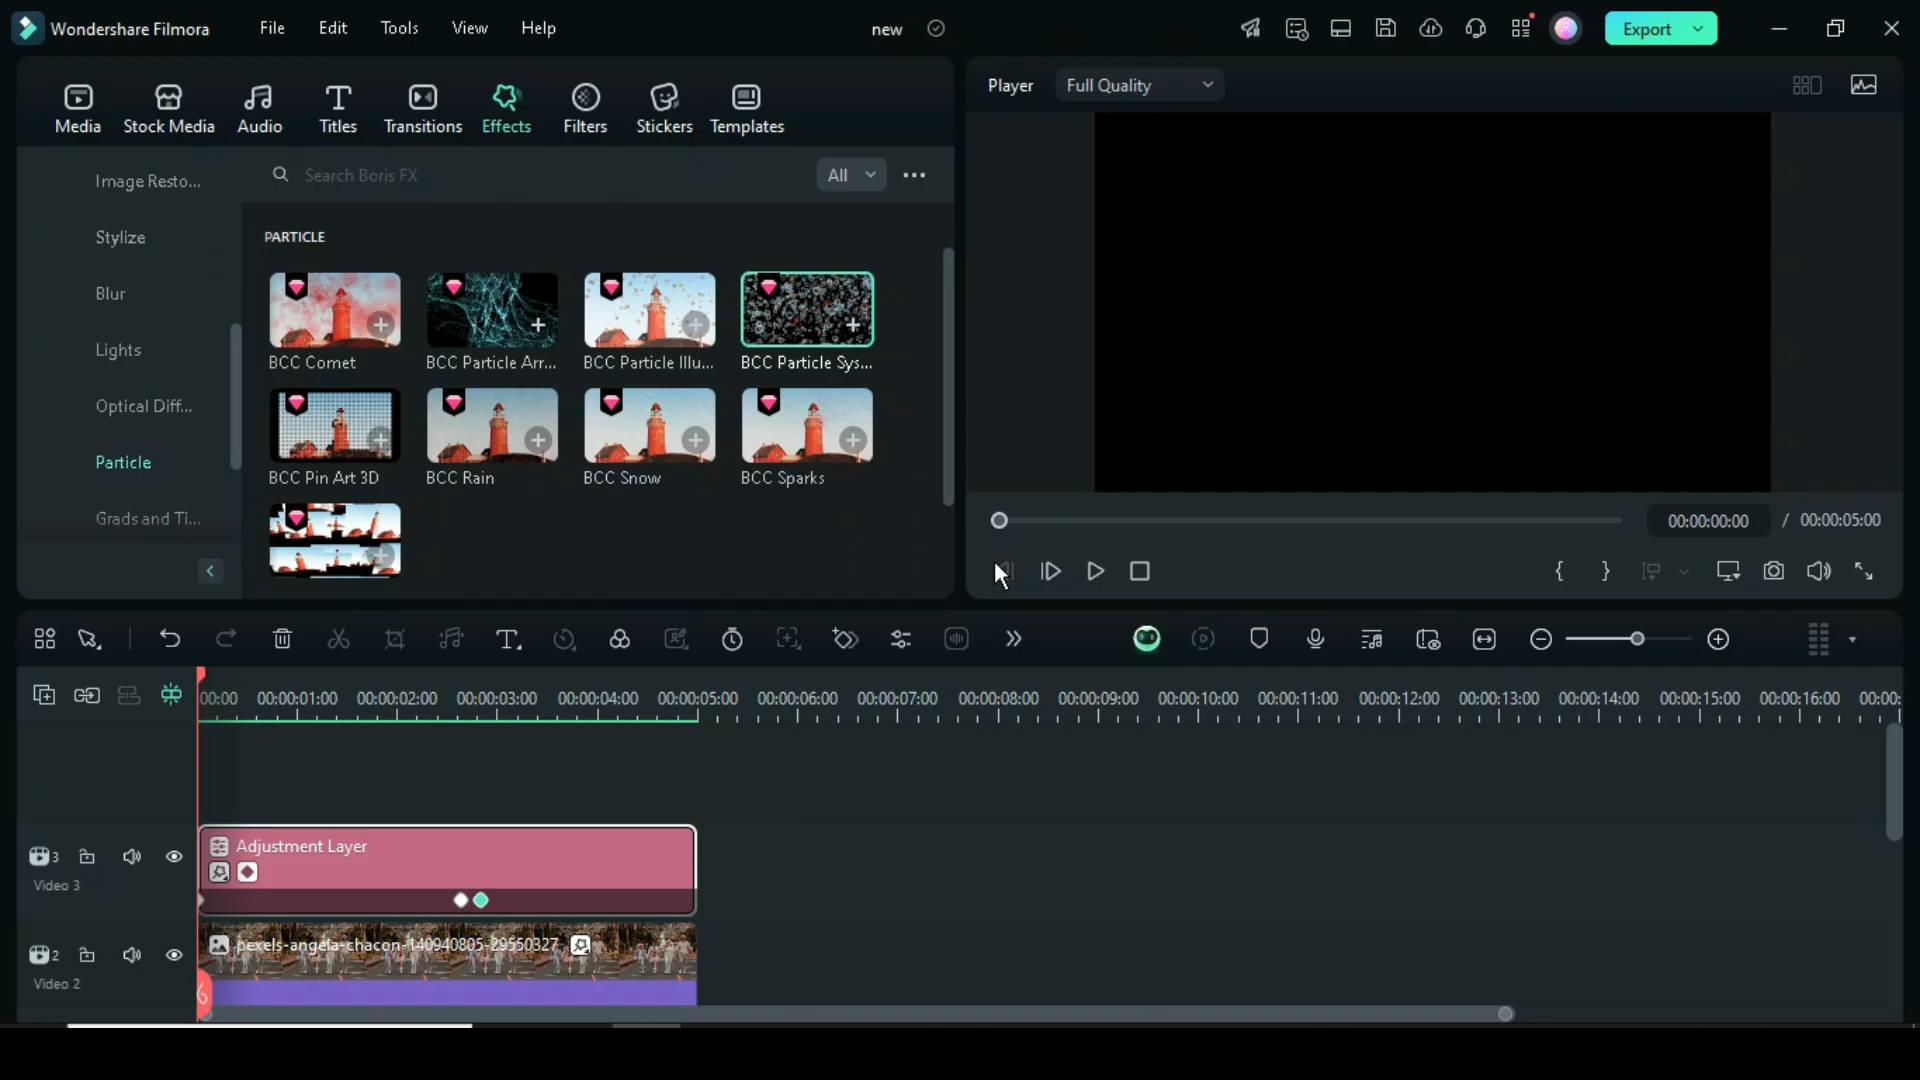 Wondershare Filmora
File
Edit
Tools
View
Help
new
Export
Media
Stock Media
Audio
Titles
Transitions
Effects
Filters
Stickers
Templates
Player
Full Quality
Image Resto...
Stylize
Blur
Lights
Optical Diff...
Particle
Grads and Ti...
Search Boris FX
All
PARTICLE
BCC Comet
BCC Particle Arr...
BCC Particle Illu...
BCC Particle Sys...
BCC Pin Art 3D
BCC Rain
BCC Snow
BCC Sparks
00:00:00:00 / 00:00:05:00
00:00 00:00:01:00 00:00:02:00 00:00:03:00 00:00:04:00 00:00:05:00 00:00:06:00 00:00:07:00 00:00:08:00 00:00:09:00 00:00:10:00 00:00:11:00 00:00:12:00 00:00:13:00 00:00:14:00 00:00:15:00 00:00:16:00 00:00:
3
Video 3
Adjustment Layer
2
Video 2
pexels-angela-chacon-140940805-29550327